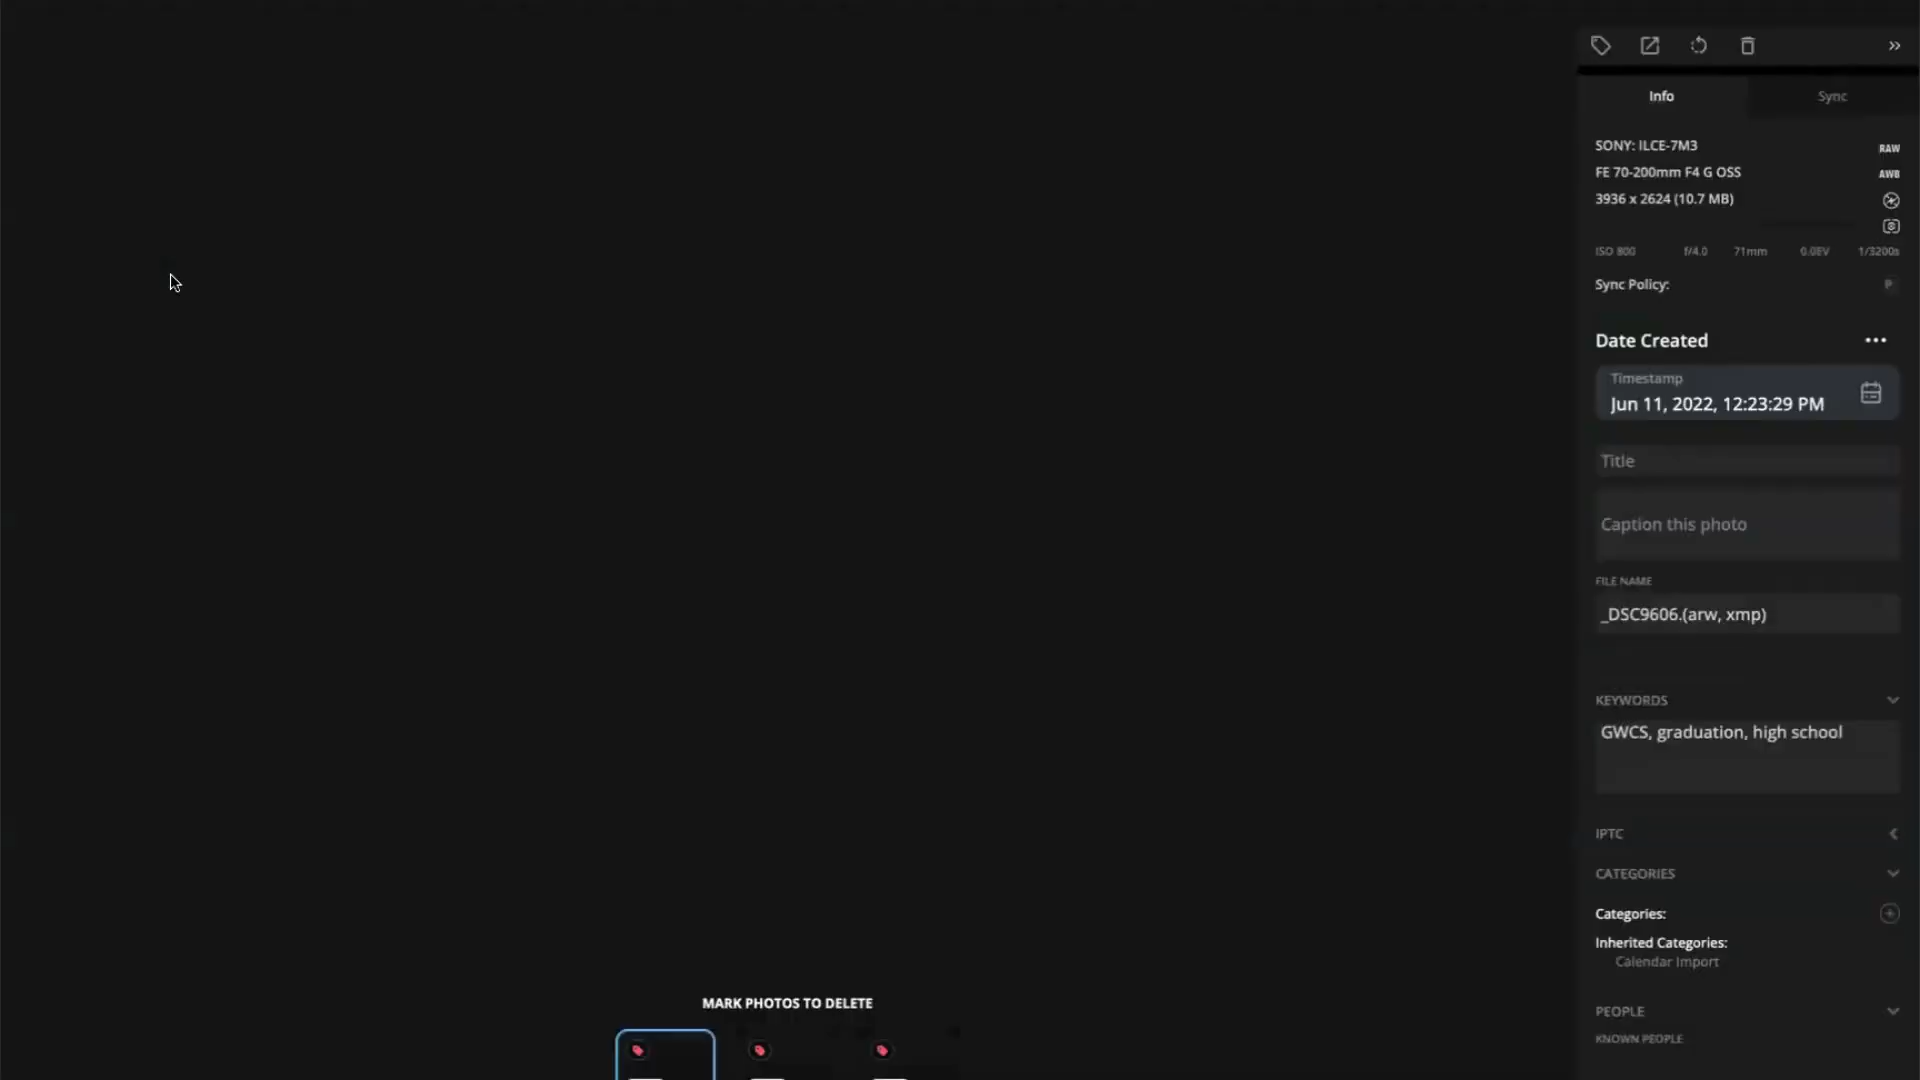 Info
Sync
SONY: ILCE-7M3
RAW
FE 70-200mm F4 G OSS
AWB
3936 x 2624 (10.7 MB)
ISO 800 f/4.0 71mm 0.0EV 1/3200s
Sync Policy:
P
Date Created
Timestamp
Jun 11, 2022, 12:23:29 PM
Title
Caption this photo
FILE NAME
_DSC9606.(arw, xmp)
KEYWORDS
GWCS, graduation, high school
IPTC
CATEGORIES
Categories:
Inherited Categories:
Calendar Import
PEOPLE
KNOWN PEOPLE
MARK PHOTOS TO DELETE